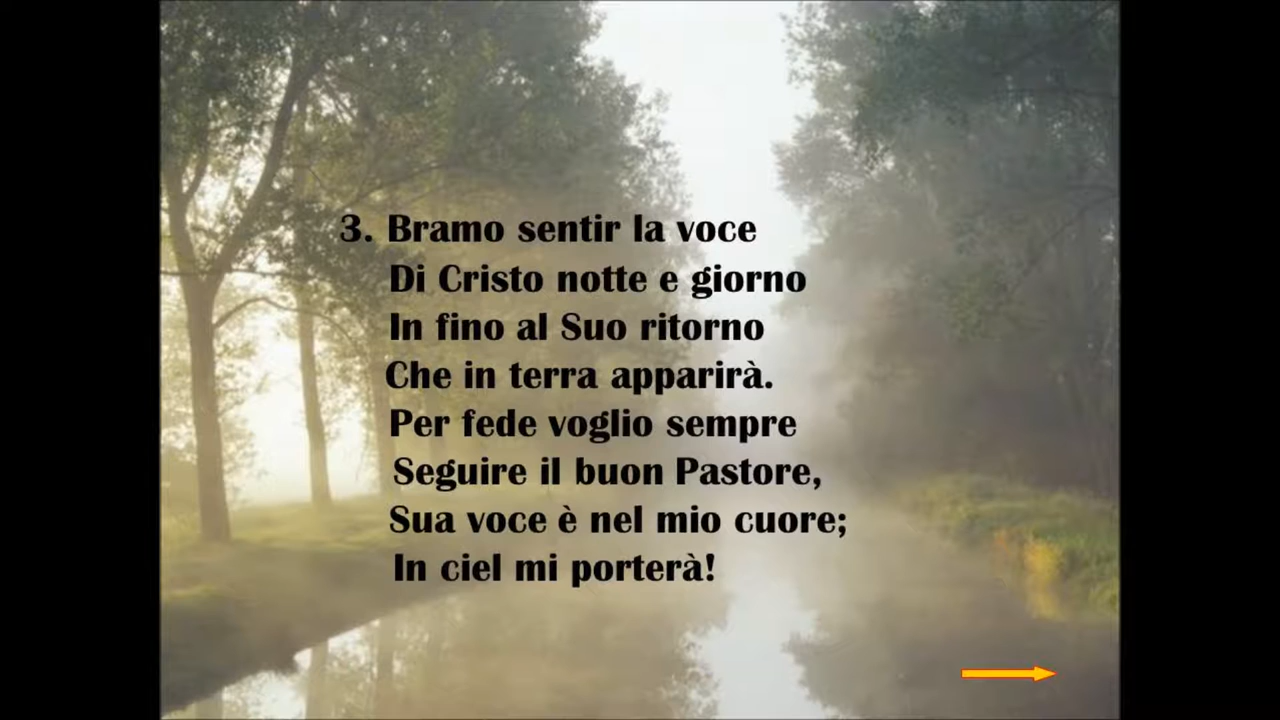 3. Bramo sentir la voce
Di Cristo notte e giorno
In fino al Suo ritorno
Che in terra apparirà.
Per fede voglio sempre
Seguire il buon Pastore,
Sua voce è nel mio cuore;
In ciel mi porterà!